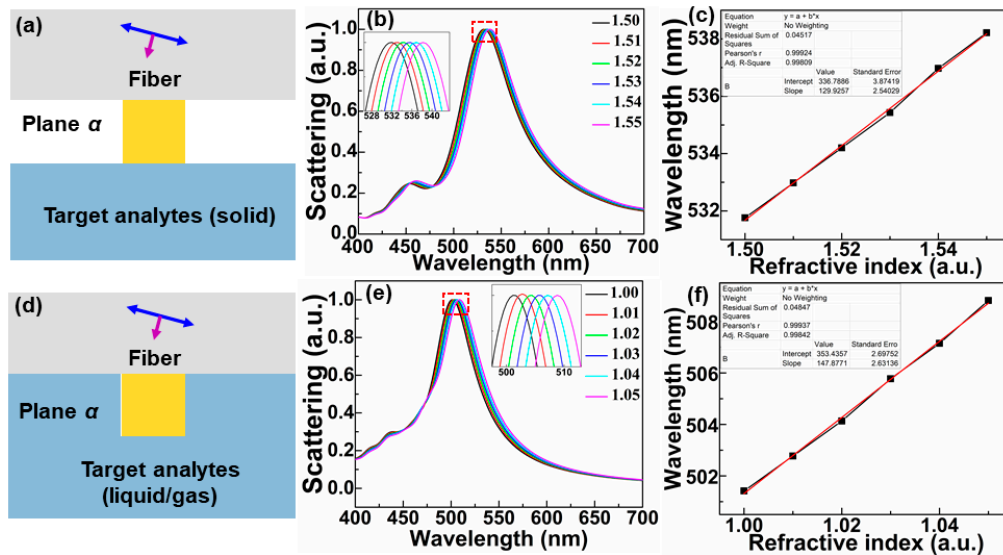 (a)
Fiber
Plane α
Target analytes (solid)
(b)
Scattering (a.u.)
1.0
0.8
0.6
0.4
0.2
0.0
400 450 500 550 600 650 700
Wavelength (nm)
528 532 536 540
1.50
1.51
1.52
1.53
1.54
1.55
(c)
Wavelength (nm)
538
536
534
532
1.50 1.52 1.54
Refractive index (a.u.)
Equation y = a + b*x
Weight No Weighting
Residual Sum of Squares 0.04517
Pearson's r 0.99924
Adj. R-Square 0.99809
Value Standard Error
B Intercept 336.7886 3.87419
Slope 129.9257 2.54029
(d)
Fiber
Plane α
Target analytes
(liquid/gas)
(e)
Scattering (a.u.)
1.0
0.8
0.6
0.4
0.2
0.0
400 450 500 550 600 650 700
Wavelength (nm)
500 510
1.00
1.01
1.02
1.03
1.04
1.05
(f)
Wavelength (nm)
508
506
504
502
1.00 1.02 1.04
Refractive index (a.u.)
Equation y = a + b*x
Weight No Weighting
Residual Sum of Squares 0.04847
Pearson's r 0.99937
Adj. R-Square 0.99842
Value Standard Erro
B Intercept 353.4357 2.69752
Slope 147.8771 2.63136